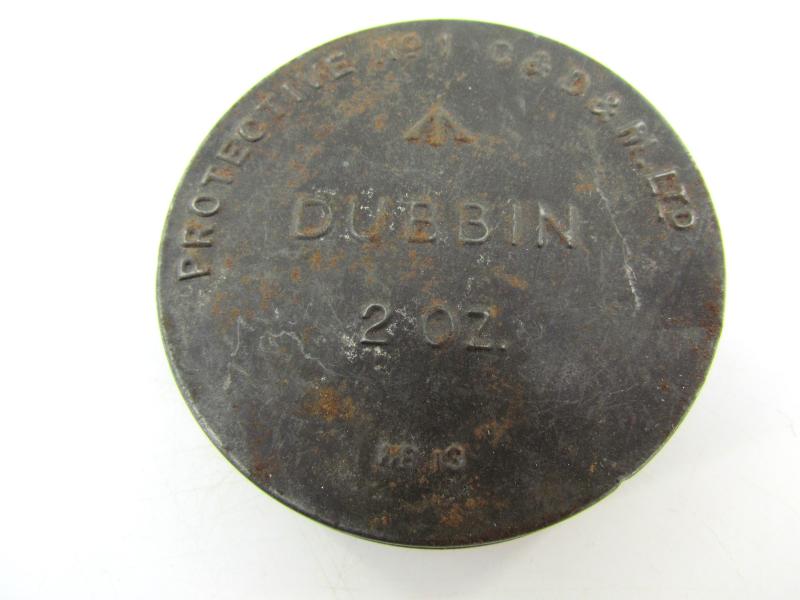 PROTECTIVE No 1 C & D & M. LTD
DUBBIN
2 OZ.